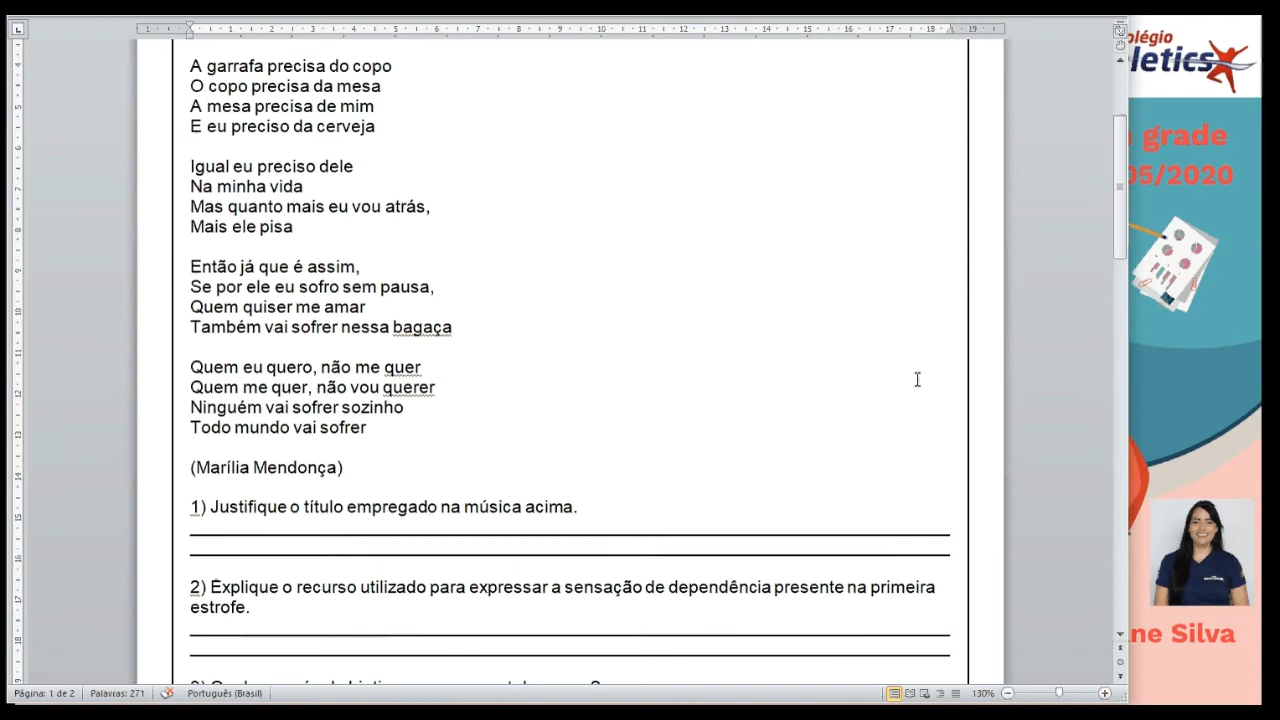 A garrafa precisa do copo
O copo precisa da mesa
A mesa precisa de mim
E eu preciso da cerveja
Igual eu preciso dele
Na minha vida
Mas quanto mais eu vou atrás,
Mais ele pisa
Então já que é assim,
Se por ele eu sofro sem pausa,
Quem quiser me amar
Também vai sofrer nessa bagaça
Quem eu quero, não me quer
Quem me quer, não vou querer
Ninguém vai sofrer sozinho
Todo mundo vai sofrer
(Marília Mendonça)
1) Justifique o título empregado na música acima.
2) Explique o recurso utilizado para expressar a sensação de dependência presente na primeira
estrofe.
Página: 1 de 2 Palavras: 271 Português (Brasil) 130%
olégio
letics
grade
05/2020
ne Silva